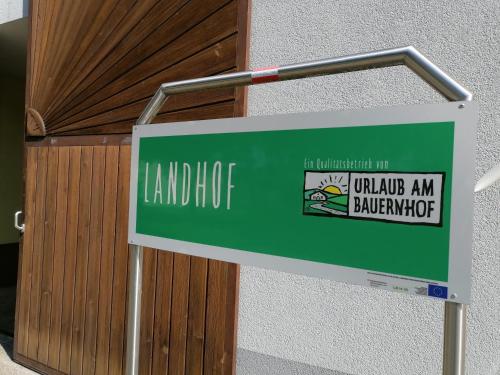 LANDHOF
Ein Qualitätsbetrieb von
URLAUB AM
BAUERNHOF